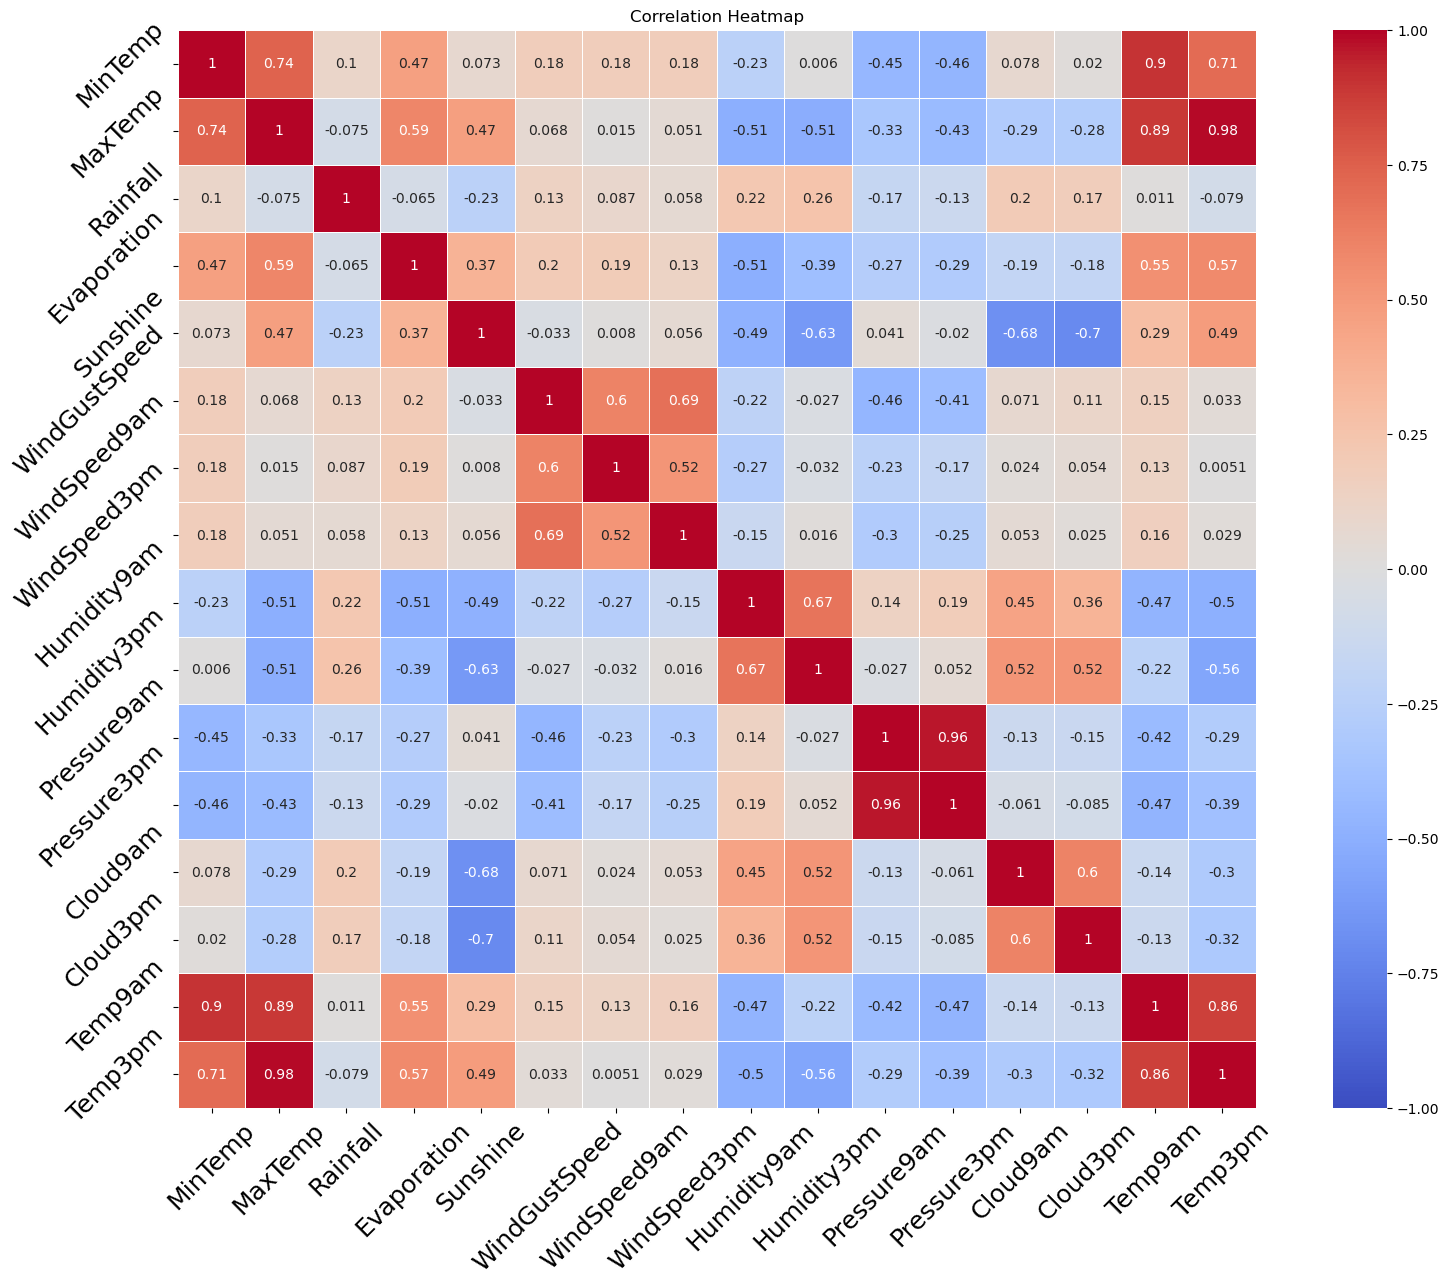 Correlation Heatmap
MinTemp 1 0.74 0.1 0.47 0.073 0.18 0.18 0.18 -0.23 0.006 -0.45 -0.46 0.078 0.02 0.9 0.71
MaxTemp 0.74 1 -0.075 0.59 0.47 0.068 0.015 0.051 -0.51 -0.51 -0.33 -0.43 -0.29 -0.28 0.89 0.98
Rainfall 0.1 -0.075 1 -0.065 -0.23 0.13 0.087 0.058 0.22 0.26 -0.17 -0.13 0.2 0.17 0.011 -0.079
Evaporation 0.47 0.59 -0.065 1 0.37 0.2 0.19 0.13 -0.51 -0.39 -0.27 -0.29 -0.19 -0.18 0.55 0.57
Sunshine 0.073 0.47 -0.23 0.37 1 -0.033 0.008 0.056 -0.49 -0.63 0.041 -0.02 -0.68 -0.7 0.29 0.49
WindGustSpeed 0.18 0.068 0.13 0.2 -0.033 1 0.6 0.69 -0.22 -0.027 -0.46 -0.41 0.071 0.11 0.15 0.033
WindSpeed9am 0.18 0.015 0.087 0.19 0.008 0.6 1 0.52 -0.27 -0.032 -0.23 -0.17 0.024 0.054 0.13 0.0051
WindSpeed3pm 0.18 0.051 0.058 0.13 0.056 0.69 0.52 1 -0.15 0.016 -0.3 -0.25 0.053 0.025 0.16 0.029
Humidity9am -0.23 -0.51 0.22 -0.51 -0.49 -0.22 -0.27 -0.15 1 0.67 0.14 0.19 0.45 0.36 -0.47 -0.5
Humidity3pm 0.006 -0.51 0.26 -0.39 -0.63 -0.027 -0.032 0.016 0.67 1 -0.027 0.052 0.52 0.52 -0.22 -0.56
Pressure9am -0.45 -0.33 -0.17 -0.27 0.041 -0.46 -0.23 -0.3 0.14 -0.027 1 0.96 -0.13 -0.15 -0.42 -0.29
Pressure3pm -0.46 -0.43 -0.13 -0.29 -0.02 -0.41 -0.17 -0.25 0.19 0.052 0.96 1 -0.061 -0.085 -0.47 -0.39
Cloud9am 0.078 -0.29 0.2 -0.19 -0.68 0.071 0.024 0.053 0.45 0.52 -0.13 -0.061 1 0.6 -0.14 -0.3
Cloud3pm 0.02 -0.28 0.17 -0.18 -0.7 0.11 0.054 0.025 0.36 0.52 -0.15 -0.085 0.6 1 -0.13 -0.32
Temp9am 0.9 0.89 0.011 0.55 0.29 0.15 0.13 0.16 -0.47 -0.22 -0.42 -0.47 -0.14 -0.13 1 0.86
Temp3pm 0.71 0.98 -0.079 0.57 0.49 0.033 0.0051 0.029 -0.5 -0.56 -0.29 -0.39 -0.3 -0.32 0.86 1
MinTemp MaxTemp Rainfall Evaporation Sunshine WindGustSpeed WindSpeed9am WindSpeed3pm Humidity9am Humidity3pm Pressure9am Pressure3pm Cloud9am Cloud3pm Temp9am Temp3pm
1.00
0.75
0.50
0.25
0.00
−0.25
−0.50
−0.75
−1.00